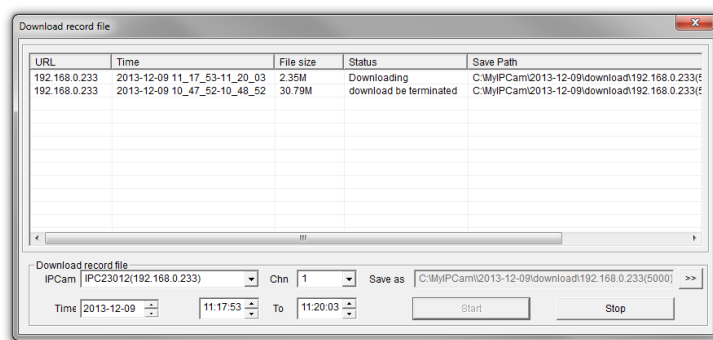 Download record file
URL Time File size Status Save Path
192.168.0.233 2013-12-09 11_17_53-11_20_03 2.35M Downloading C:\MyIPCam\2013-12-09\download\192.168.0.233(5
192.168.0.233 2013-12-09 10_47_52-10_48_52 30.79M download be terminated C:\MyIPCam\2013-12-09\download\192.168.0.233(5
Download record file
IPCam IPC23012(192.168.0.233) Chn 1 Save as C:\MyIPCam\\2013-12-09\download\192.168.0.233(5000) >>
Time 2013-12-09 11:17:53 To 11:20:03 Start Stop